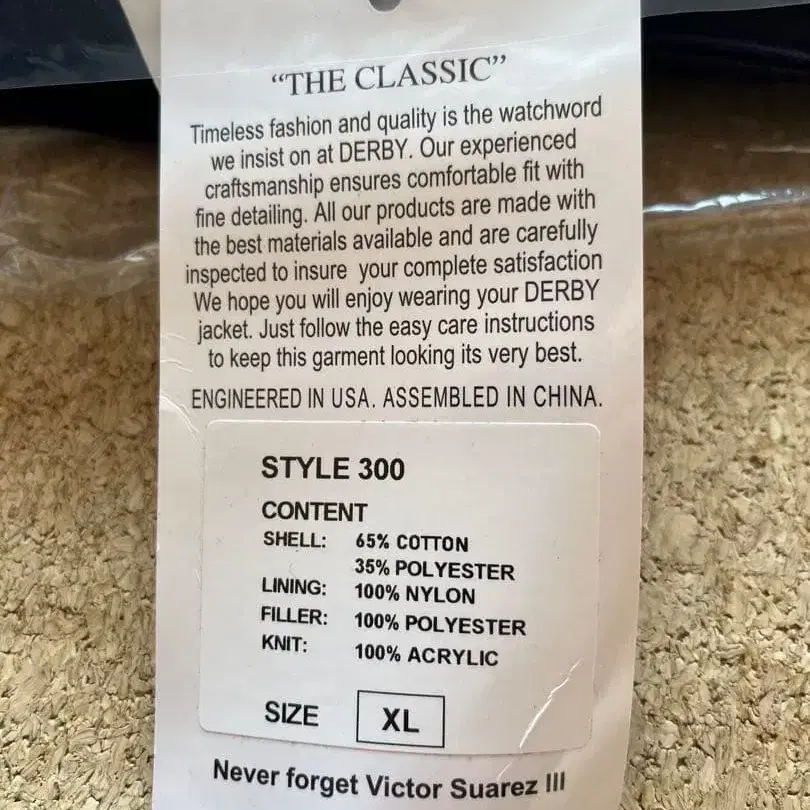 “THE CLASSIC”
Timeless fashion and quality is the watchword
we insist on at DERBY. Our experienced
craftsmanship ensures comfortable fit with
fine detailing. All our products are made with
the best materials available and are carefully
inspected to insure your complete satisfaction
We hope you will enjoy wearing your DERBY
jacket. Just follow the easy care instructions
to keep this garment looking its very best.
ENGINEERED IN USA. ASSEMBLED IN CHINA.
STYLE 300
CONTENT
SHELL: 65% COTTON
35% POLYESTER
LINING: 100% NYLON
FILLER: 100% POLYESTER
KNIT: 100% ACRYLIC
SIZE XL
Never forget Victor Suarez III